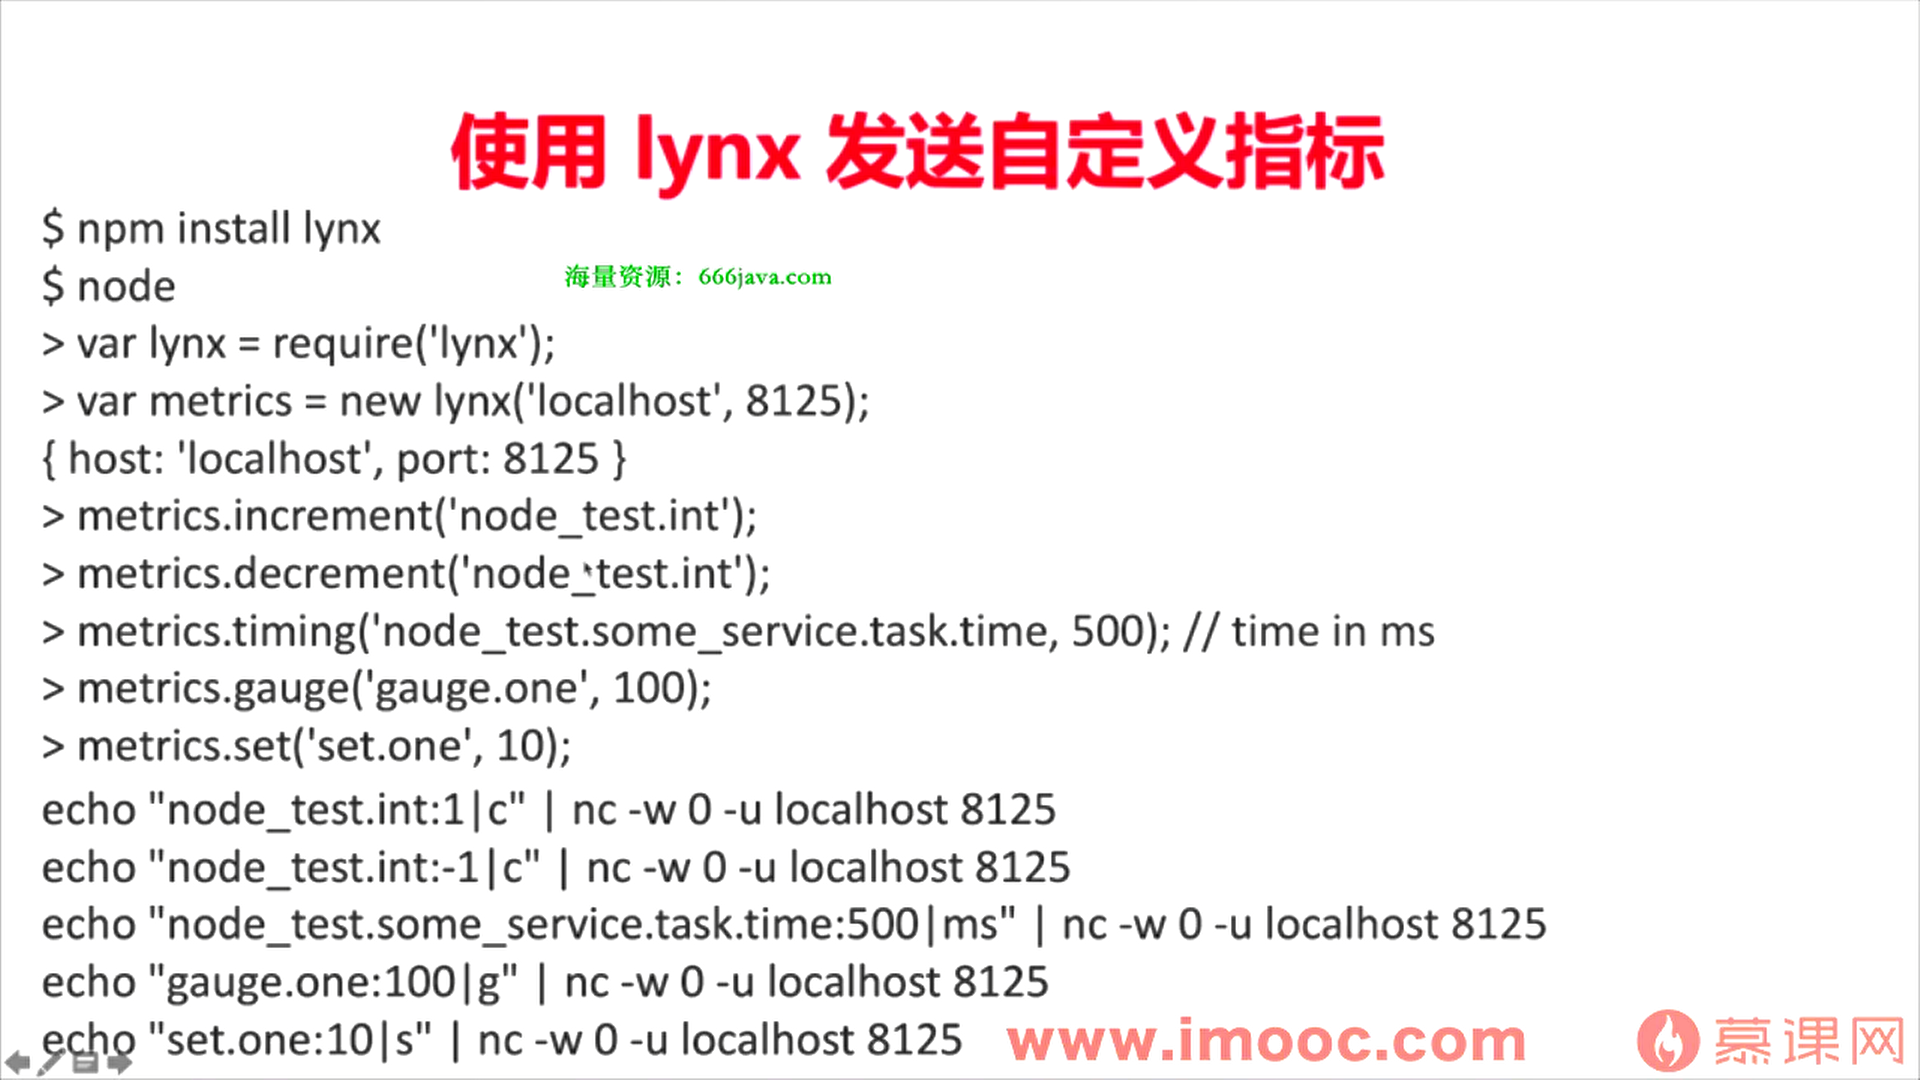 使用 lynx 发送自定义指标
$ npm install lynx
$ node
海量资源：666java.com
> var lynx = require('lynx');
> var metrics = new lynx('localhost', 8125);
{ host: 'localhost', port: 8125 }
> metrics.increment('node_test.int');
> metrics.decrement('node_test.int');
> metrics.timing('node_test.some_service.task.time, 500); // time in ms
> metrics.gauge('gauge.one', 100);
> metrics.set('set.one', 10);
echo "node_test.int:1|c" | nc -w 0 -u localhost 8125
echo "node_test.int:-1|c" | nc -w 0 -u localhost 8125
echo "node_test.some_service.task.time:500|ms" | nc -w 0 -u localhost 8125
echo "gauge.one:100|g" | nc -w 0 -u localhost 8125
echo "set.one:10|s" | nc -w 0 -u localhost 8125
www.imooc.com
慕课网